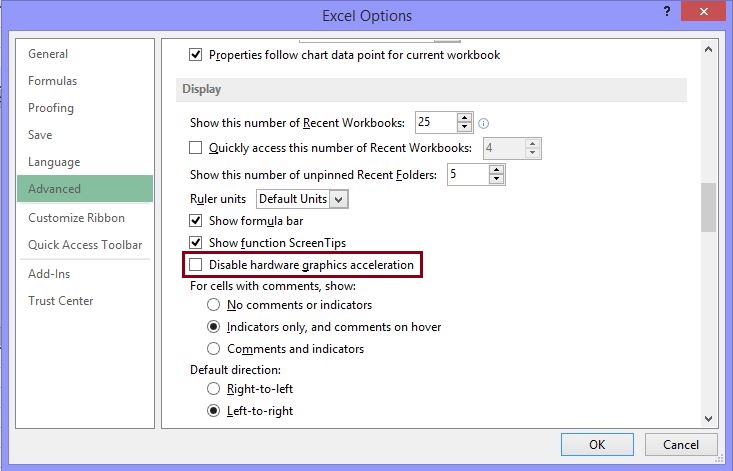 Excel Options
?
General
Formulas
Proofing
Save
Language
Advanced
Customize Ribbon
Quick Access Toolbar
Add-Ins
Trust Center
Properties follow chart data point for current workbook
Display
Show this number of Recent Workbooks: 25
Quickly access this number of Recent Workbooks: 4
Show this number of unpinned Recent Folders: 5
Ruler units Default Units
Show formula bar
Show function ScreenTips
Disable hardware graphics acceleration
For cells with comments, show:
No comments or indicators
Indicators only, and comments on hover
Comments and indicators
Default direction:
Right-to-left
Left-to-right
OK Cancel